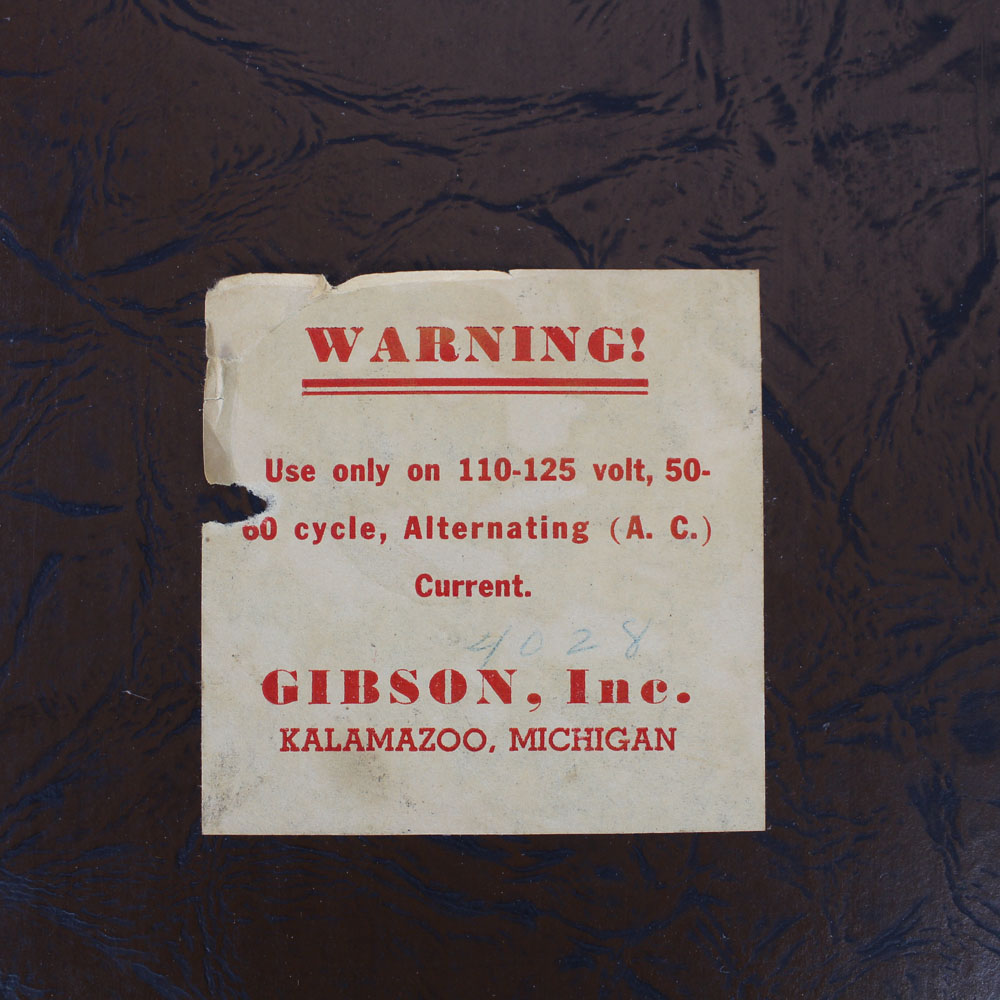 WARNING!
Use only on 110-125 volt, 50-
60 cycle, Alternating (A. C.)
Current.
4028
GIBSON, Inc.
KALAMAZOO, MICHIGAN